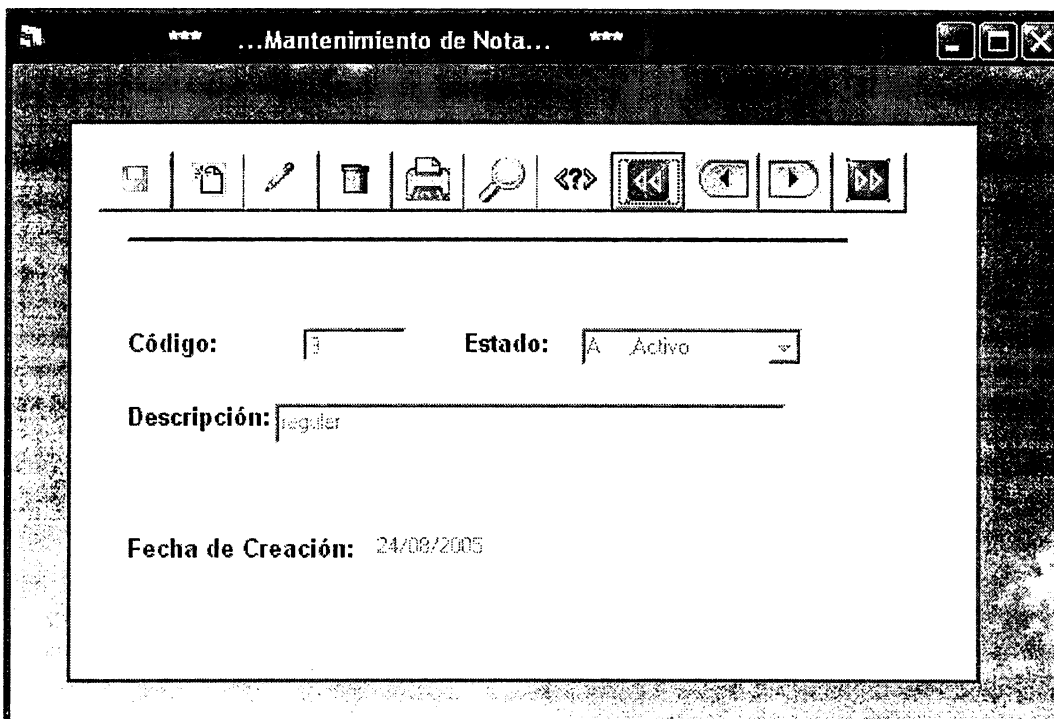 *** ...Mantenimiento de Nota... ***
«?»
Código: 3 Estado: A Activo
Descripción: regular
Fecha de Creación: 24/08/2005